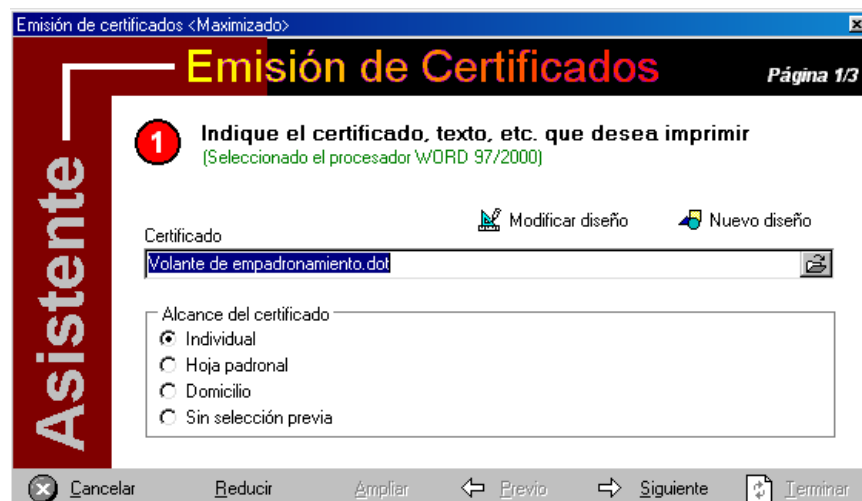 Emisión de certificados <Maximizado>
Emisión de Certificados
Página 1/3
Asistente
1
Indique el certificado, texto, etc. que desea imprimir
(Seleccionado el procesador WORD 97/2000)
Modificar diseño
Nuevo diseño
Certificado
Volante de empadronamiento.dot
Alcance del certificado
Individual
Hoja padronal
Domicilio
Sin selección previa
Cancelar Reducir Ampliar Previo Siguiente Terminar